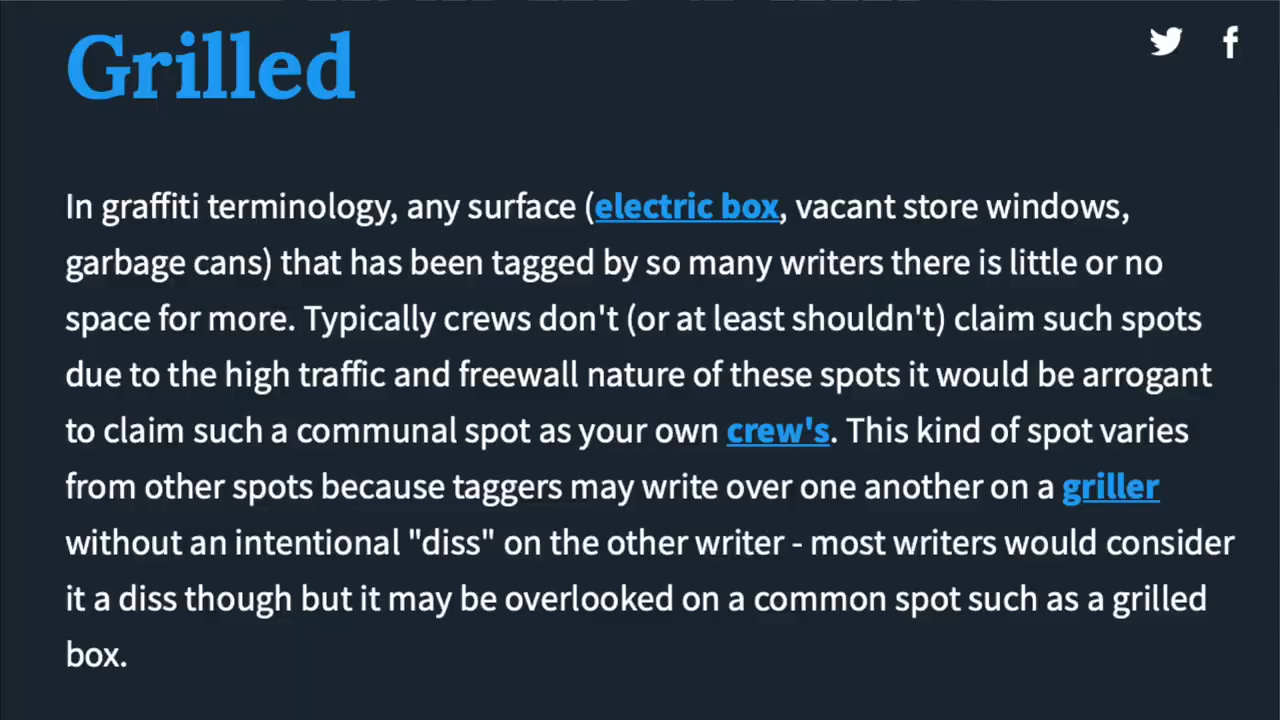 Grilled
In graffiti terminology, any surface (electric box, vacant store windows,
garbage cans) that has been tagged by so many writers there is little or no
space for more. Typically crews don't (or at least shouldn't) claim such spots
due to the high traffic and freewall nature of these spots it would be arrogant
to claim such a communal spot as your own crew's. This kind of spot varies
from other spots because taggers may write over one another on a griller
without an intentional "diss" on the other writer - most writers would consider
it a diss though but it may be overlooked on a common spot such as a grilled
box.